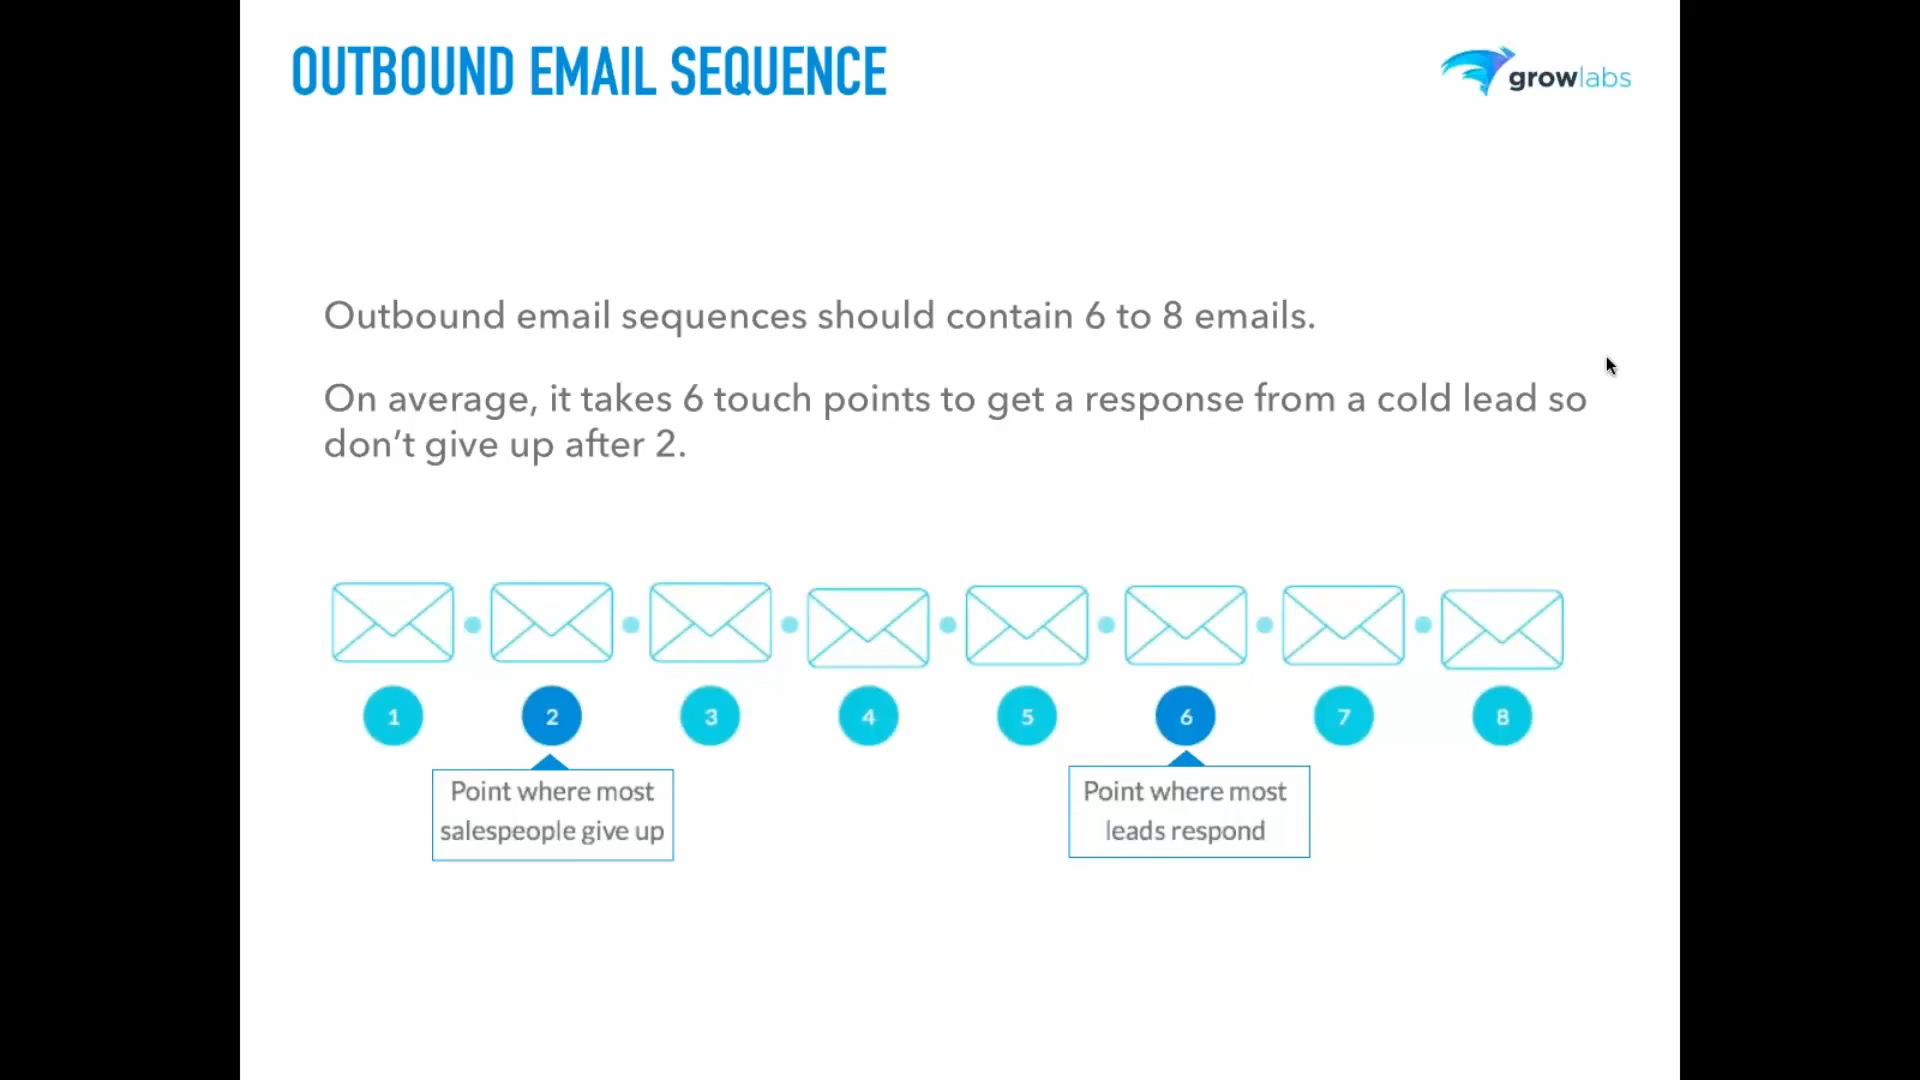 OUTBOUND EMAIL SEQUENCE
growlabs
Outbound email sequences should contain 6 to 8 emails.
On average, it takes 6 touch points to get a response from a cold lead so
don’t give up after 2.
1 2 3 4 5 6 7 8
Point where most
salespeople give up
Point where most
leads respond